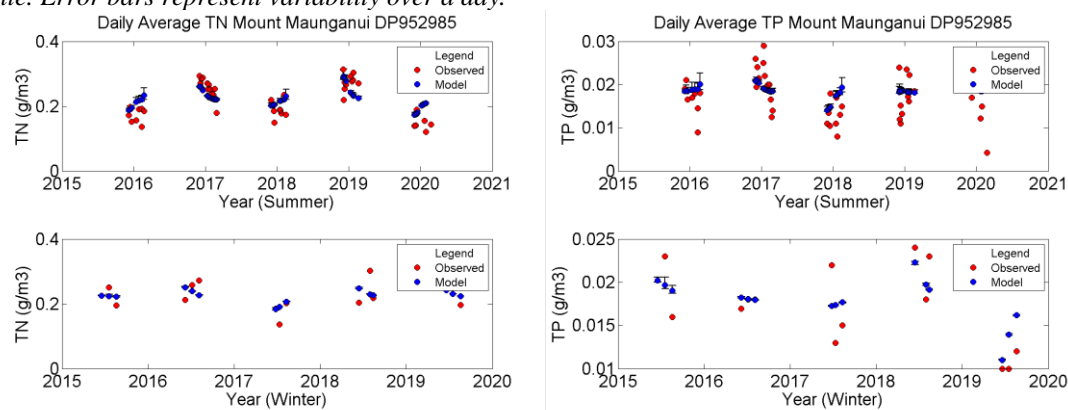 Error bars represent variability over a day.
Daily Average TN Mount Maunganui DP952985
0.4
0.2
0
TN (g/m3)
2015 2016 2017 2018 2019 2020 2021
Year (Summer)
Legend
Observed
Model
Daily Average TP Mount Maunganui DP952985
0.03
0.02
0.01
0
TP (g/m3)
2015 2016 2017 2018 2019 2020 2021
Year (Summer)
Legend
Observed
Model
0.4
0.2
0
TN (g/m3)
2015 2016 2017 2018 2019 2020
Year (Winter)
Legend
Observed
Model
0.025
0.02
0.015
0.01
TP (g/m3)
2015 2016 2017 2018 2019 2020
Year (Winter)
Legend
Observed
Model